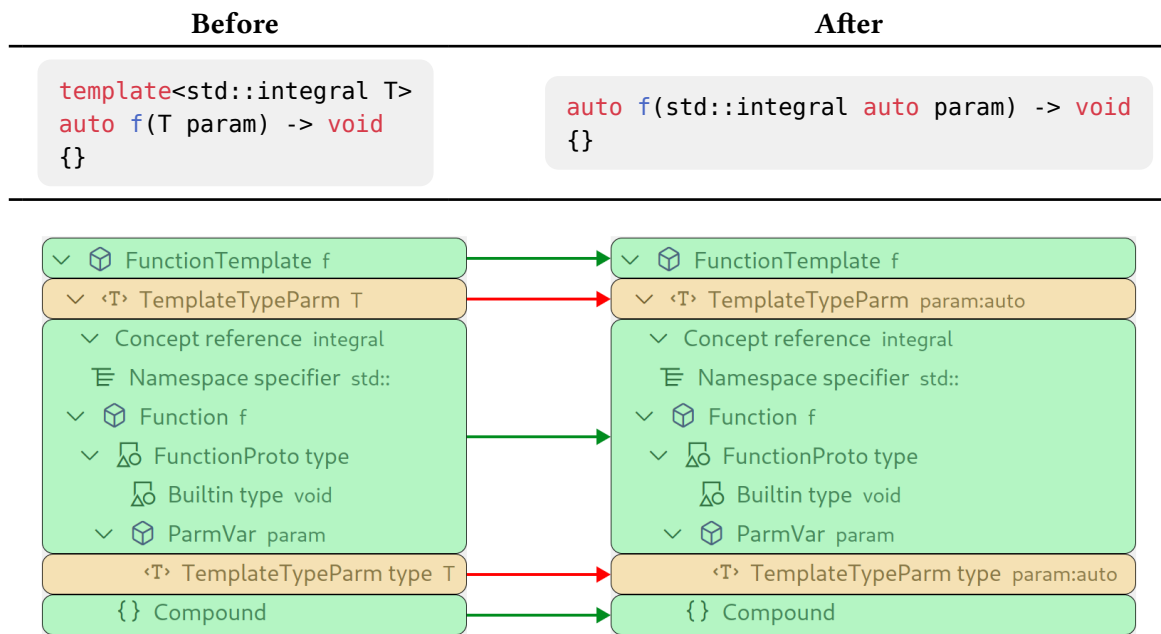 Before After
template<std::integral T>
auto f(T param) -> void
{}
auto f(std::integral auto param) -> void
{}
FunctionTemplate f
<T> TemplateTypeParm T
Concept reference integral
Namespace specifier std::
Function f
FunctionProto type
Builtin type void
ParmVar param
<T> TemplateTypeParm type T
{} Compound
FunctionTemplate f
<T> TemplateTypeParm param:auto
Concept reference integral
Namespace specifier std::
Function f
FunctionProto type
Builtin type void
ParmVar param
<T> TemplateTypeParm type param:auto
{} Compound